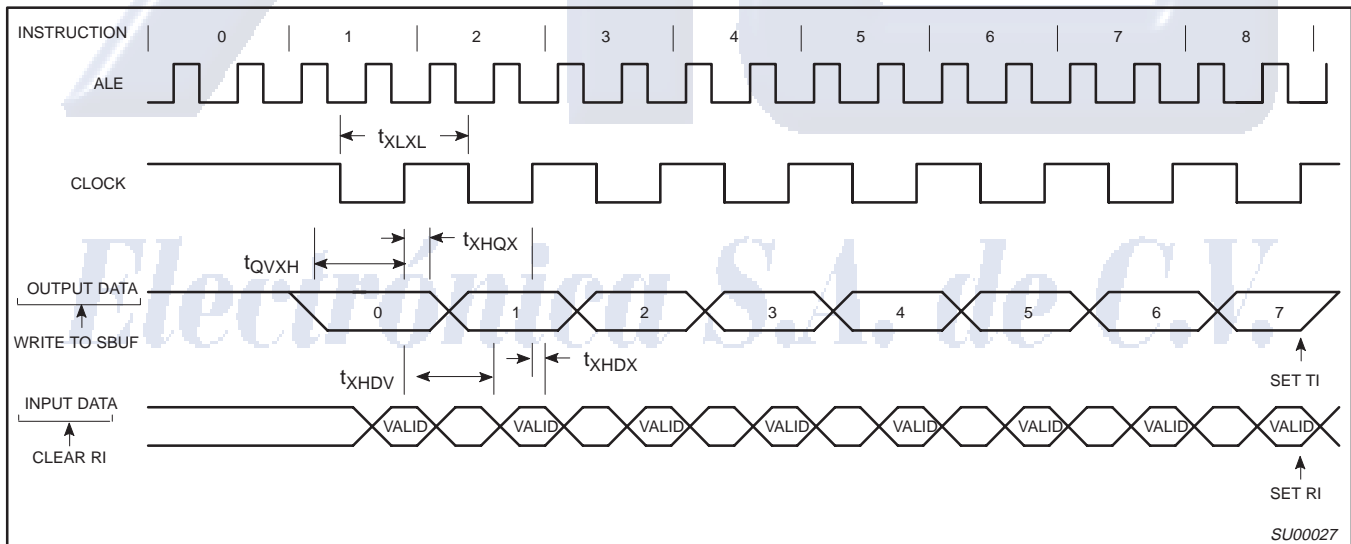 INSTRUCTION 0 1 2 3 4 5 6 7 8
ALE
tXLXL
CLOCK
tXHQX
tQVXH
OUTPUT DATA 0 1 2 3 4 5 6 7
WRITE TO SBUF
tXHDX
tXHDV
SET TI
INPUT DATA
VALID VALID VALID VALID VALID VALID VALID VALID
CLEAR RI
SET RI
SU00027
Electrónica S.A. de C.V.